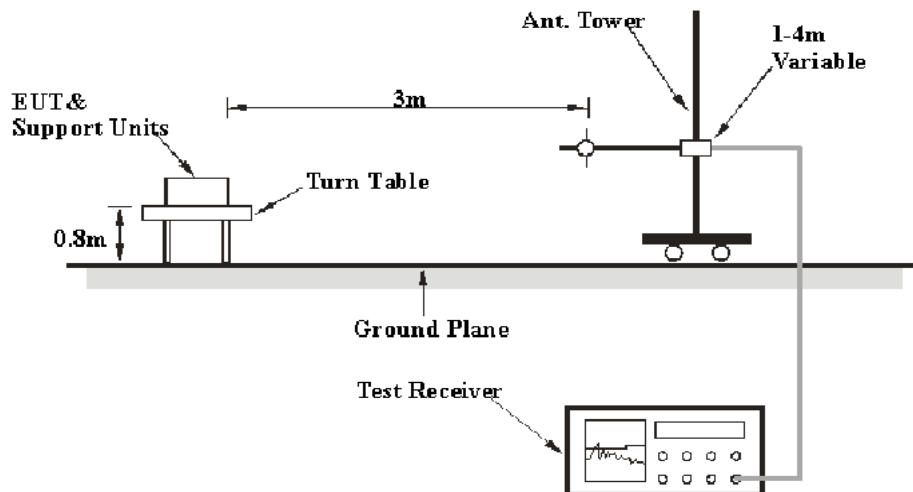 Ant. Tower
1-4m
Variable
EUT &
Support Units
3m
Turn Table
0.8m
Ground Plane
Test Receiver